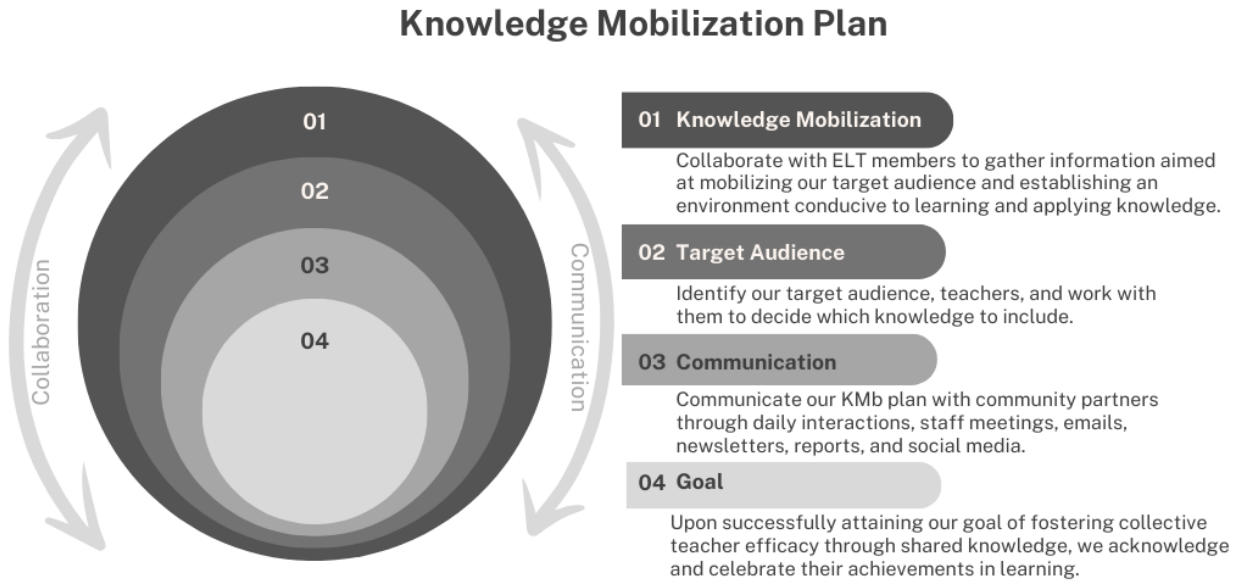 Knowledge Mobilization Plan
01
02
03
04
Collaboration
Communication
01 Knowledge Mobilization
Collaborate with ELT members to gather information aimed
at mobilizing our target audience and establishing an
environment conducive to learning and applying knowledge.
02 Target Audience
Identify our target audience, teachers, and work with
them to decide which knowledge to include.
03 Communication
Communicate our KMb plan with community partners
through daily interactions, staff meetings, emails,
newsletters, reports, and social media.
04 Goal
Upon successfully attaining our goal of fostering collective
teacher efficacy through shared knowledge, we acknowledge
and celebrate their achievements in learning.